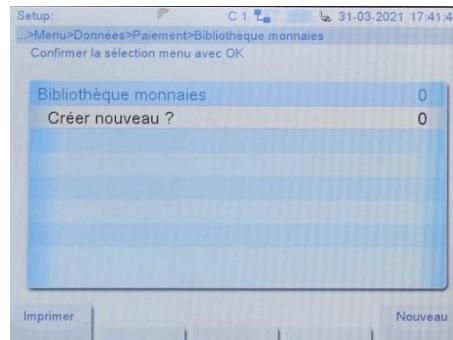 Setup: C 1 31-03-2021 17:41:4
...>Menu>Données>Paiement>Bibliothèque monnaies
Confirmer la sélection menu avec OK
Bibliothèque monnaies 0
Créer nouveau ? 0
Imprimer Nouveau